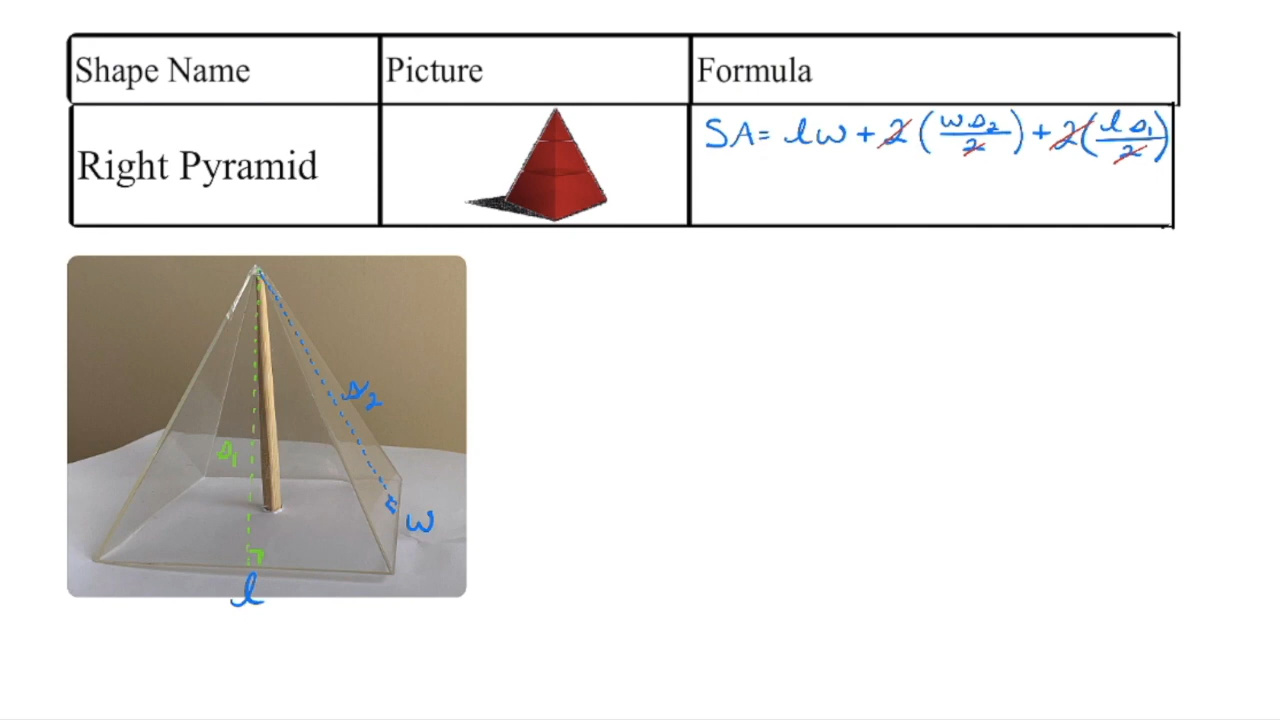 Shape Name Picture Formula
Right Pyramid
SA = lw + 2 (ws₂/2) + 2 (ls₁/2)
s₂
s₁
w
l